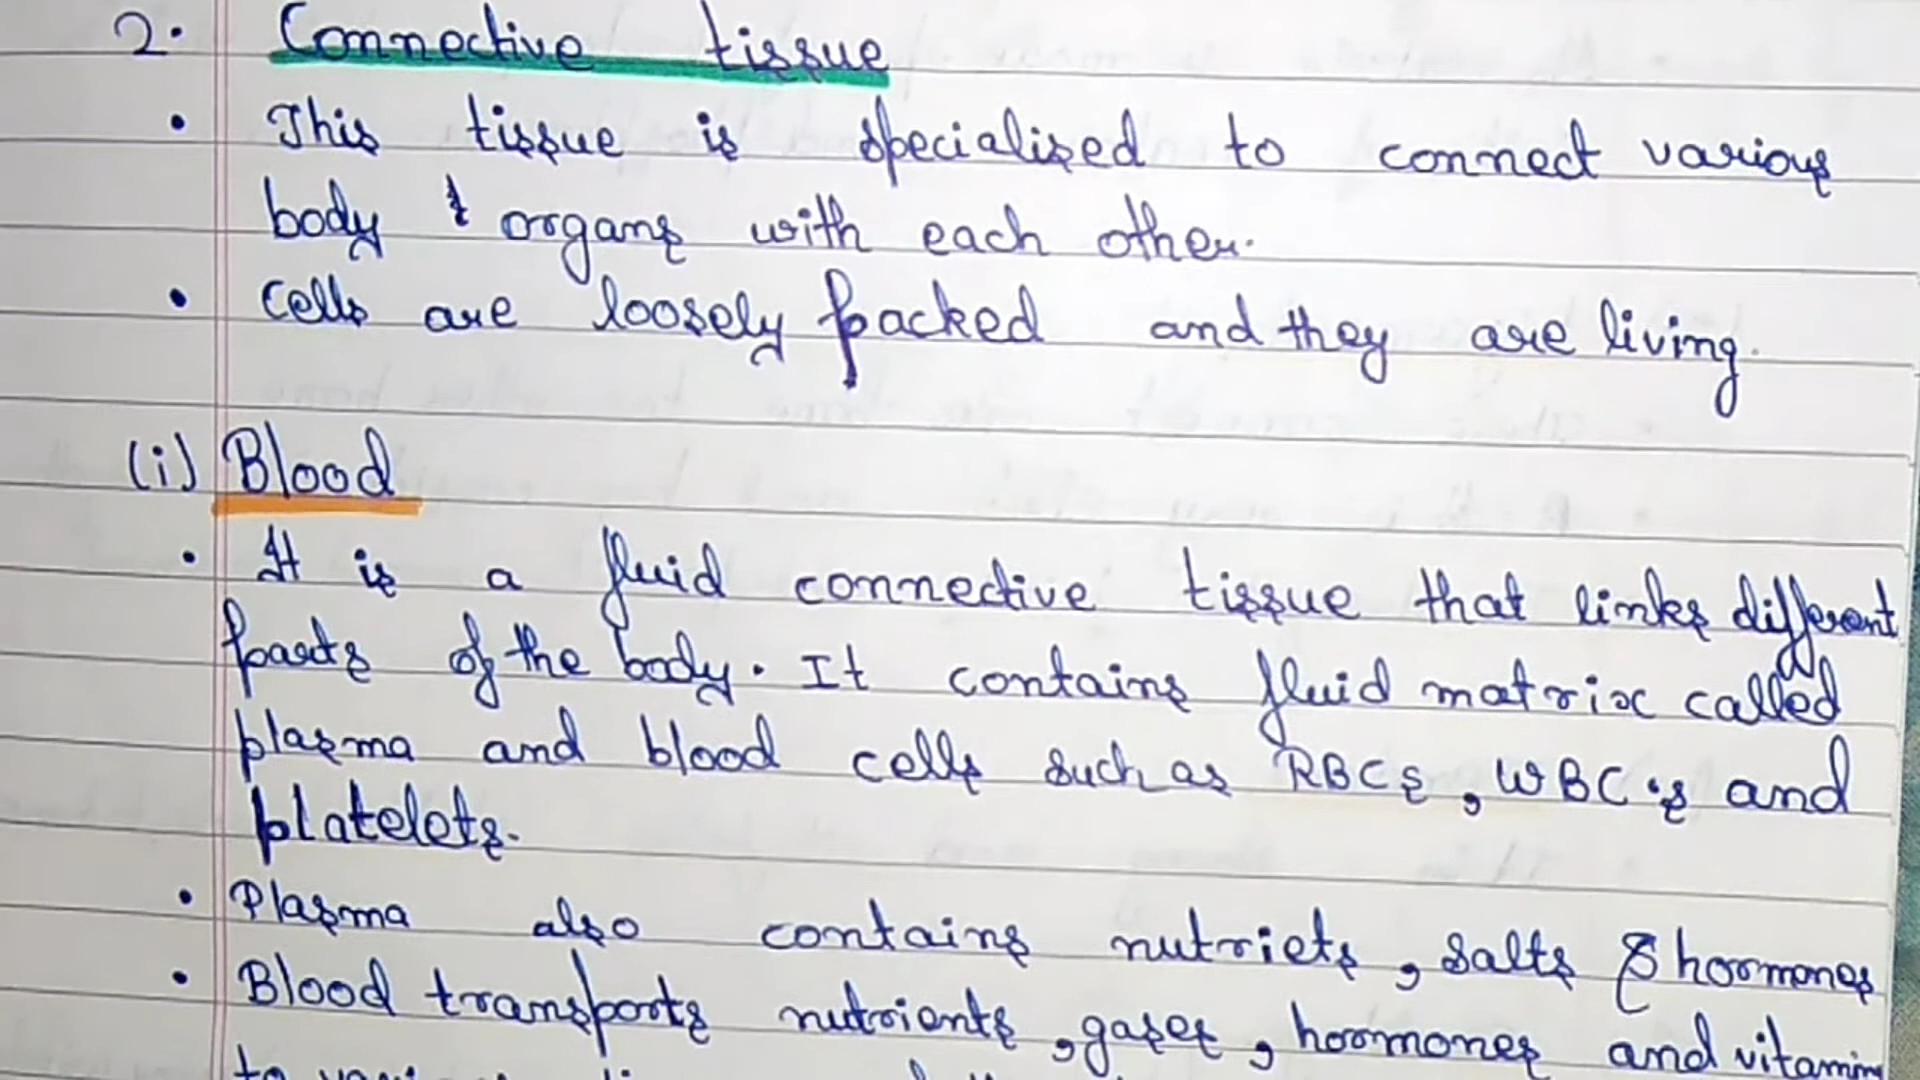 2. Connective tissue
• This tissue is specialized to connect various
body organs with each other.
• Cells are loosely packed and they are living.
(i) Blood
• It is a fluid connective tissue that links different
parts of the body. It contains fluid matrix called
plasma and blood cells such as RBCs, WBC's and
platelets.
• Plasma also contains nutriets, salts & hormones
• Blood transports nutrients, gases, hormones and vitamins
to